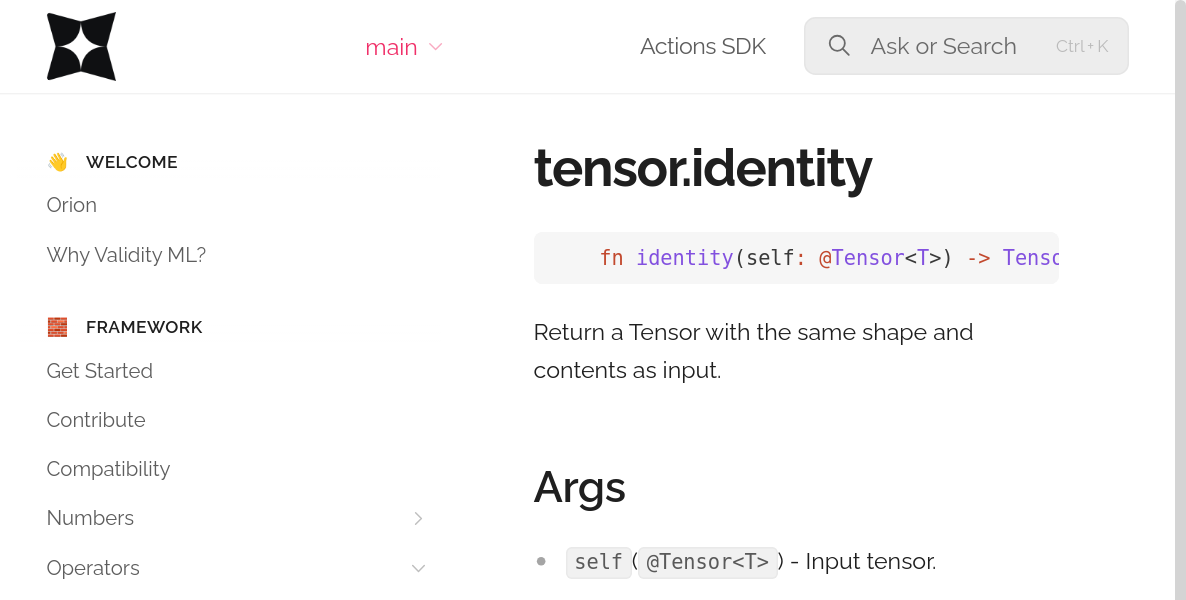 main
Actions SDK
Ask or Search
Ctrl + K
WELCOME
Orion
Why Validity ML?
FRAMEWORK
Get Started
Contribute
Compatibility
Numbers
Operators
tensor.identity
fn identity(self: @Tensor<T>) ->
Return a Tensor with the same shape and
contents as input.
Args
self (@Tensor<T>) - Input tensor.